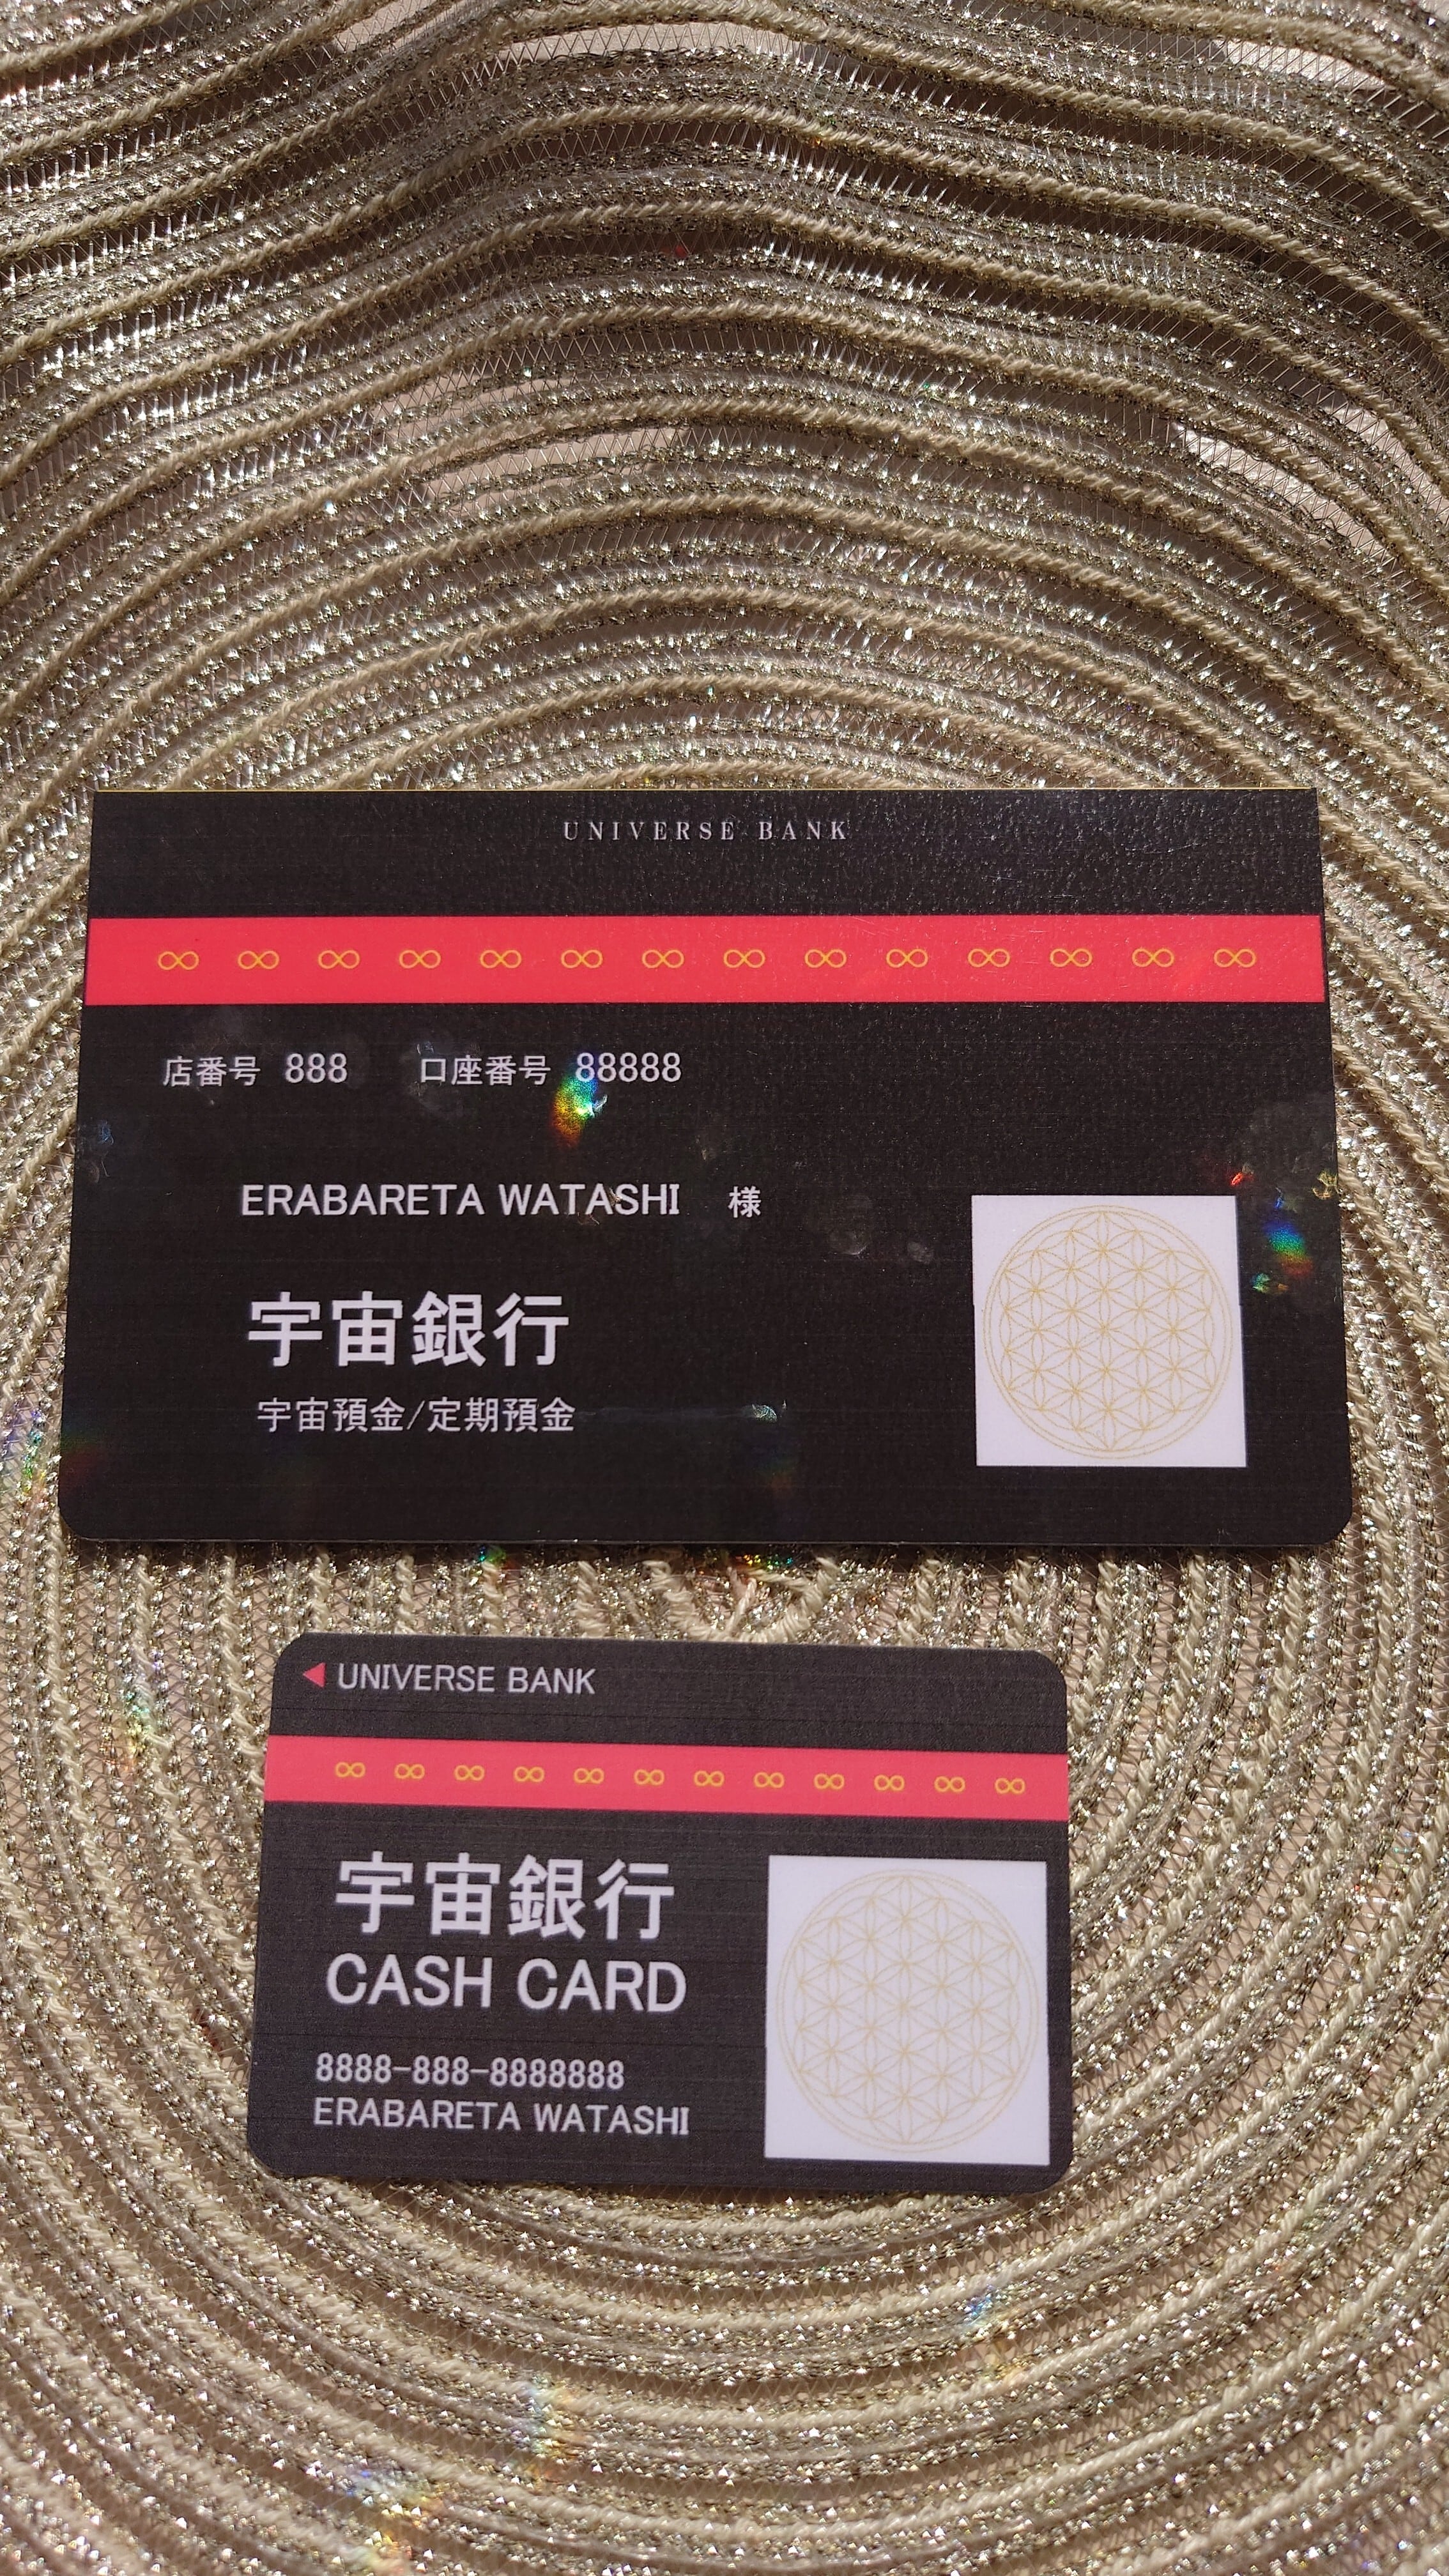 UNIVERSE BANK
∞ ∞ ∞ ∞ ∞ ∞ ∞ ∞ ∞ ∞ ∞ ∞ ∞ ∞
店番号 888 口座番号 88888
ERABARETA WATASHI 様
宇宙銀行
宇宙預金/定期預金
◀ UNIVERSE BANK
∞ ∞ ∞ ∞ ∞ ∞ ∞ ∞ ∞ ∞ ∞ ∞
宇宙銀行
CASH CARD
8888-888-8888888
ERABARETA WATASHI